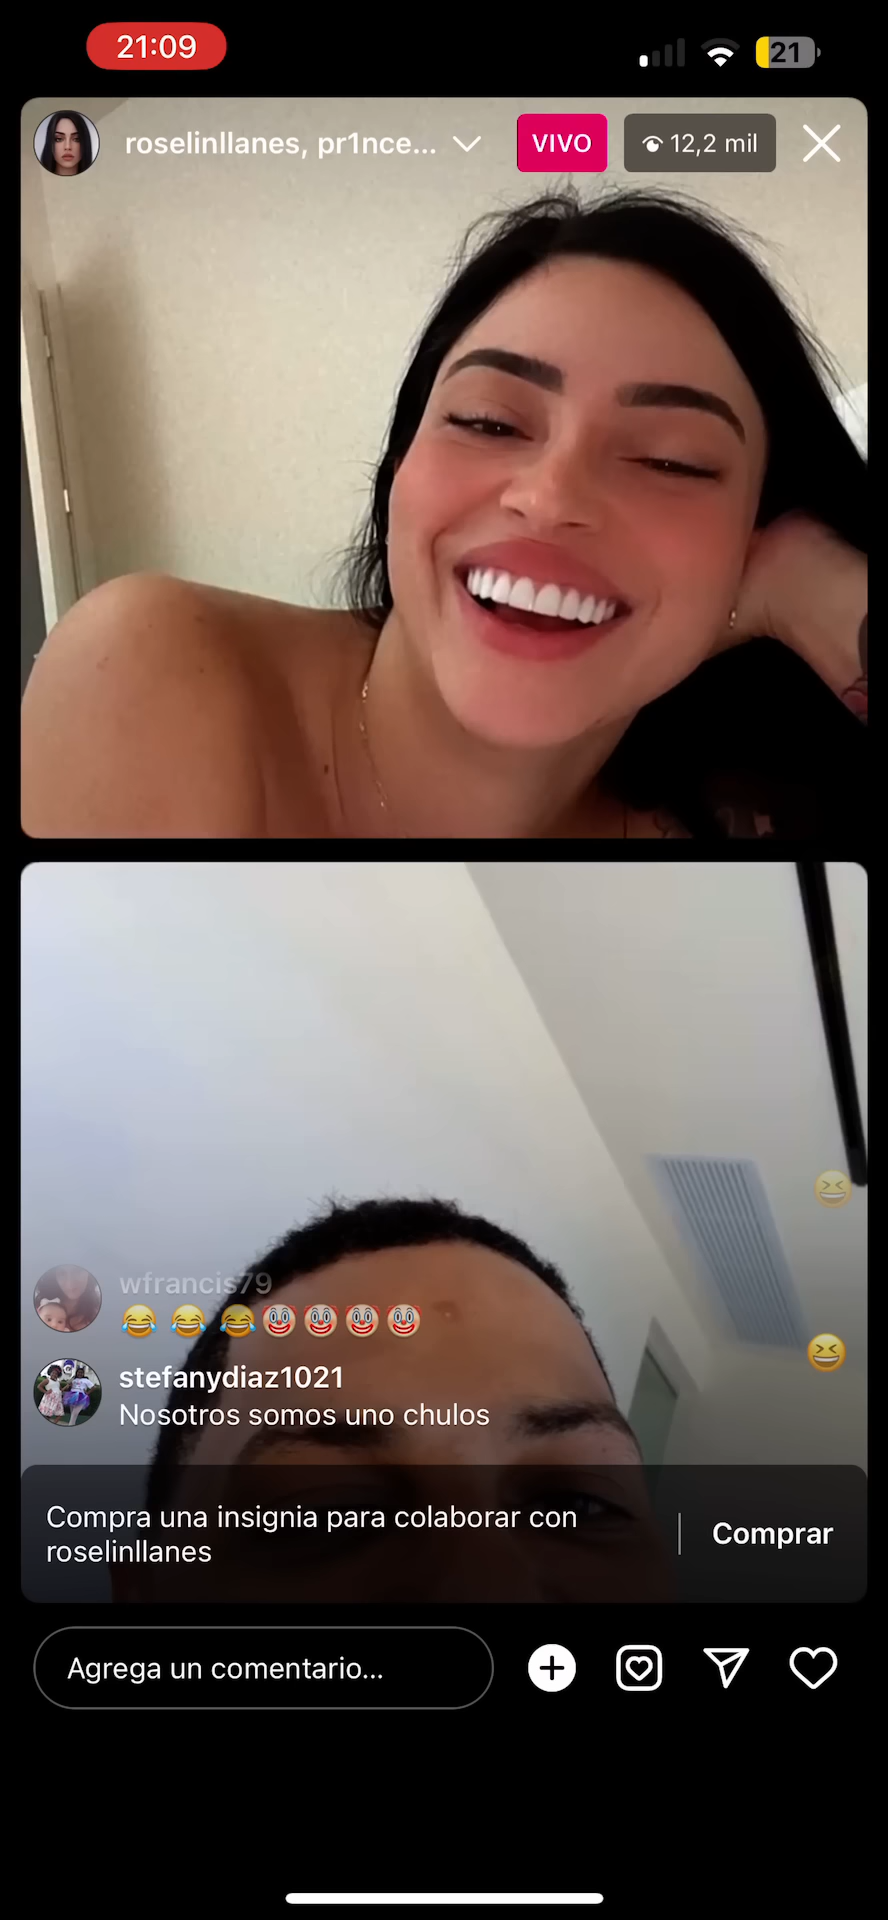 21:09
21
roselinllanes, pr1nce...
VIVO
12,2 mil
wfrancis79
😂 😂 😂🤡🤡🤡🤡
stefanydiaz1021
Nosotros somos uno chulos
Compra una insignia para colaborar con
roselinllanes
Comprar
Agrega un comentario...